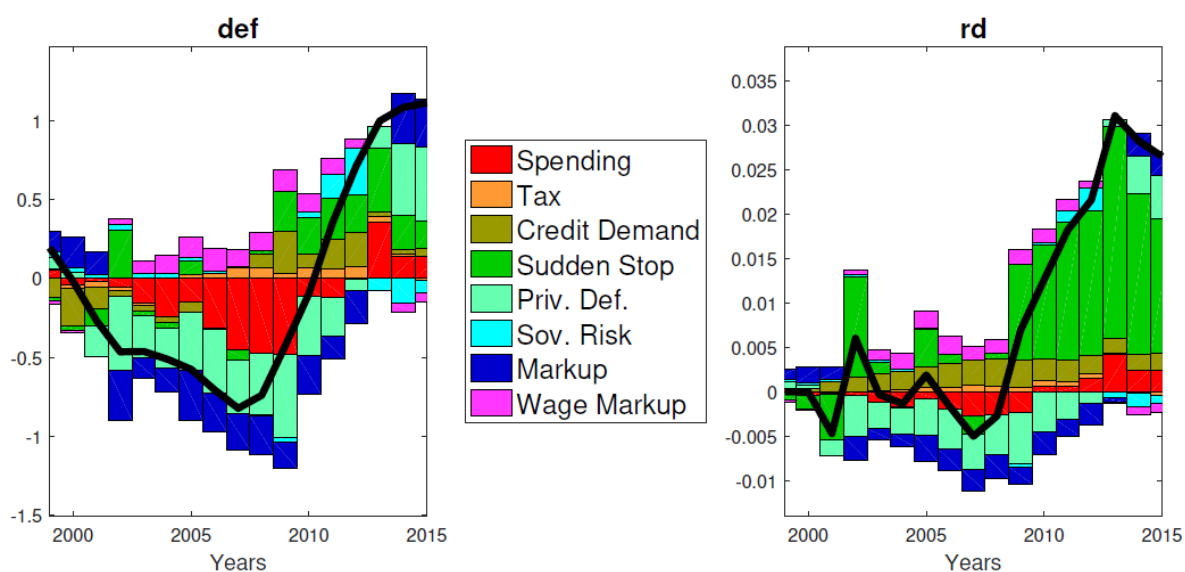 def
1
0.5
0
-0.5
-1
-1.5
2000 2005 2010 2015
Years
Spending
Tax
Credit Demand
Sudden Stop
Priv. Def.
Sov. Risk
Markup
Wage Markup
rd
0.035
0.03
0.025
0.02
0.015
0.01
0.005
0
-0.005
-0.01
2000 2005 2010 2015
Years